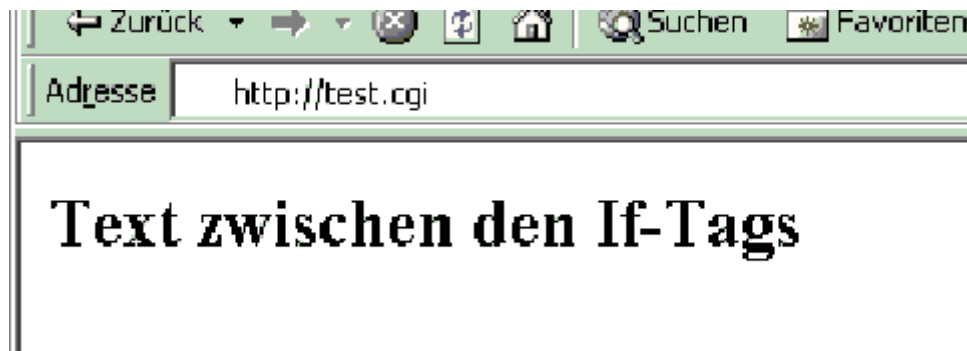 Zurück Suchen Favoriten
Adresse http://test.cgi
Text zwischen den If-Tags